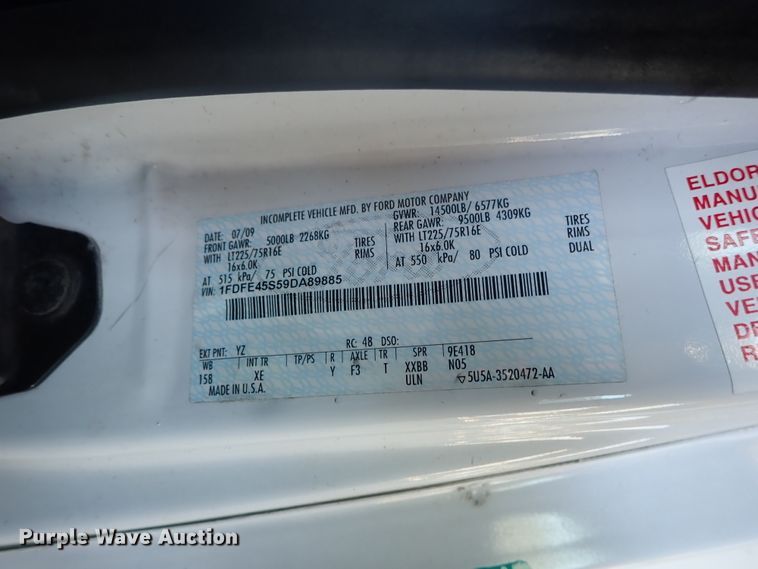 INCOMPLETE VEHICLE MFD. BY FORD MOTOR COMPANY
DATE: 07/09 GVWR: 14500LB/ 6577KG
FRONT GAWR: 5000LB 2268KG REAR GAWR: 9500LB 4309KG
WITH LT225/75R16E TIRES WITH LT225/75R16E TIRES
16x6.0K RIMS 16x6.0K RIMS
AT 515 kPa/ 75 PSI COLD AT 550 kPa/ 80 PSI COLD DUAL
VIN: 1FDFE45S59DA89885
EXT PNT: YZ RC: 48 DSO:
WB INT TR TP/PS R AXLE TR SPR 9E418
158 XE Y F3 T XXBB N05
MADE IN U.S.A. ULN 5U5A-3520472-AA
ELDOR
MANU
VEHIC
SAFE
MAN
USE
VE
DE
R
Purple Wave Auction